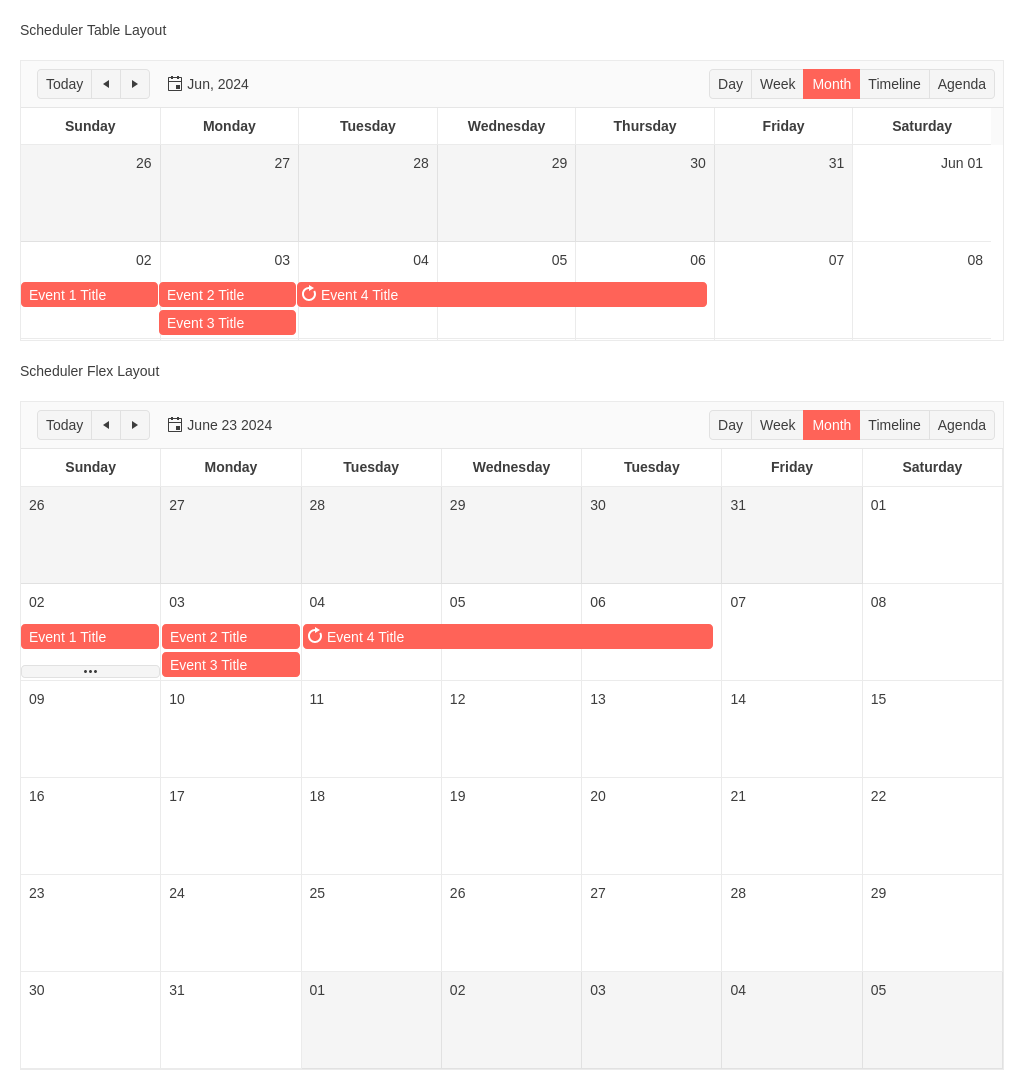 Scheduler Table Layout
Today Jun, 2024 Day Week Month Timeline Agenda
Sunday Monday Tuesday Wednesday Thursday Friday Saturday
26 27 28 29 30 31 Jun 01
02 03 04 05 06 07 08
Event 1 Title Event 2 Title Event 4 Title
Event 3 Title
Scheduler Flex Layout
Today June 23 2024 Day Week Month Timeline Agenda
Sunday Monday Tuesday Wednesday Tuesday Friday Saturday
26 27 28 29 30 31 01
02 03 04 05 06 07 08
Event 1 Title Event 2 Title Event 4 Title
Event 3 Title
09 10 11 12 13 14 15
16 17 18 19 20 21 22
23 24 25 26 27 28 29
30 31 01 02 03 04 05